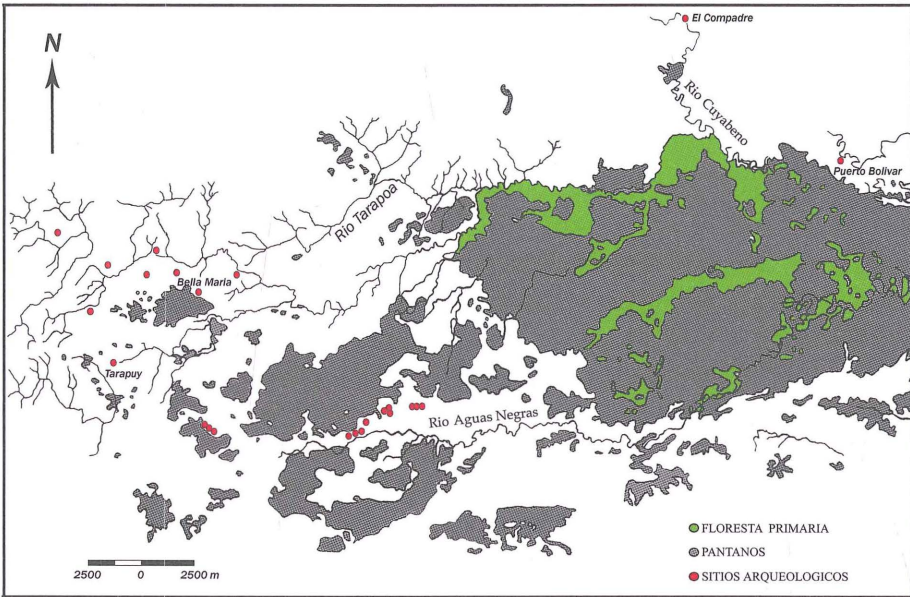 El Compadre
N
Rio Cuyabeno
Puerto Bolivar
Rio Tarapoa
Bella Maria
Tarapuy
Rio Aguas Negras
FLORESTA PRIMARIA
PANTANOS
SITIOS ARQUEOLOGICOS
2500 0 2500 m